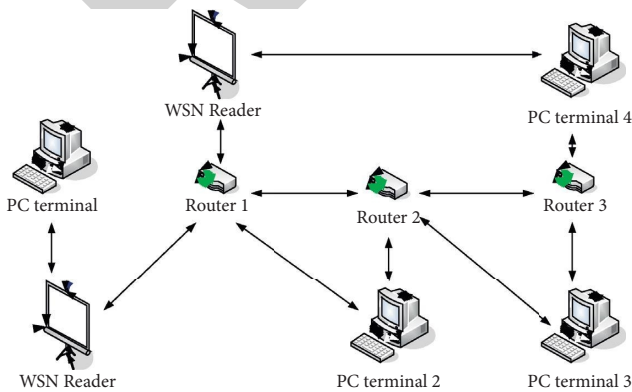 WSN Reader
PC terminal 4
PC terminal
Router 1
Router 2
Router 3
WSN Reader
PC terminal 2
PC terminal 3